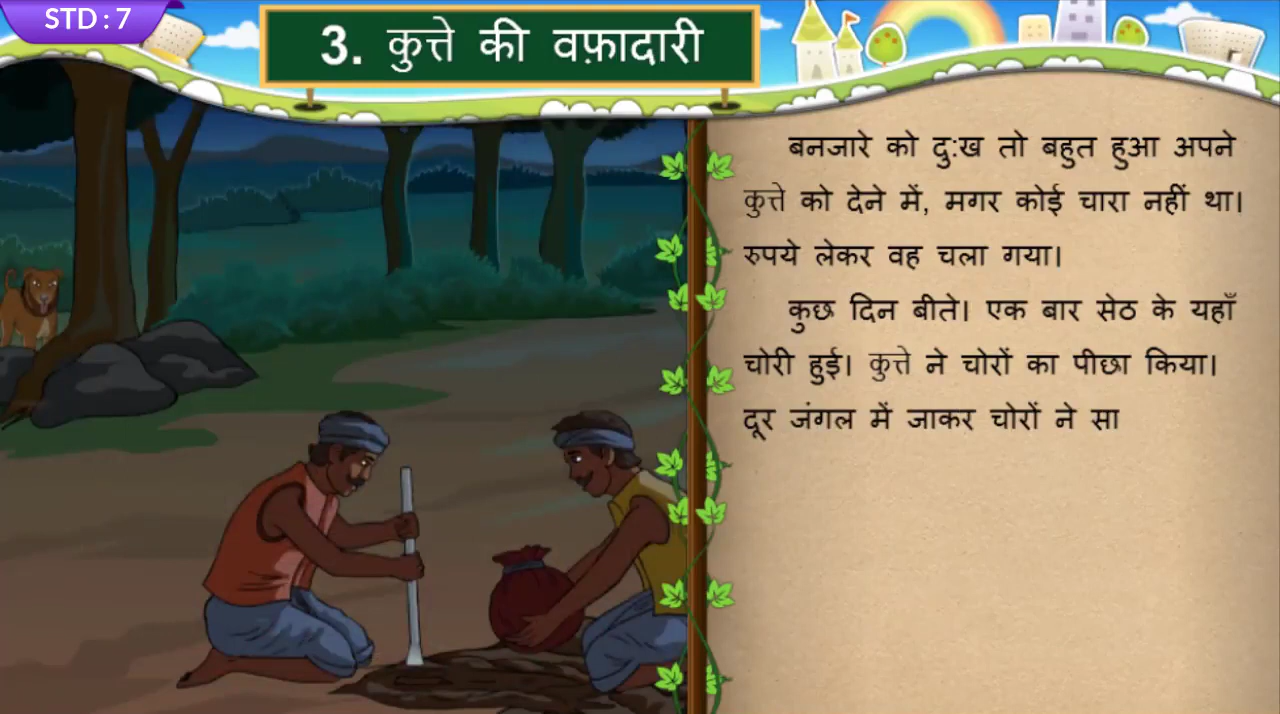 STD : 7
3. कुत्ते की वफ़ादारी
बनजारे को दु:ख तो बहुत हुआ अपने
कुत्ते को देने में, मगर कोई चारा नहीं था।
रुपये लेकर वह चला गया।
कुछ दिन बीते। एक बार सेठ के यहाँ
चोरी हुई। कुत्ते ने चोरों का पीछा किया।
दूर जंगल में जाकर चोरों ने सा